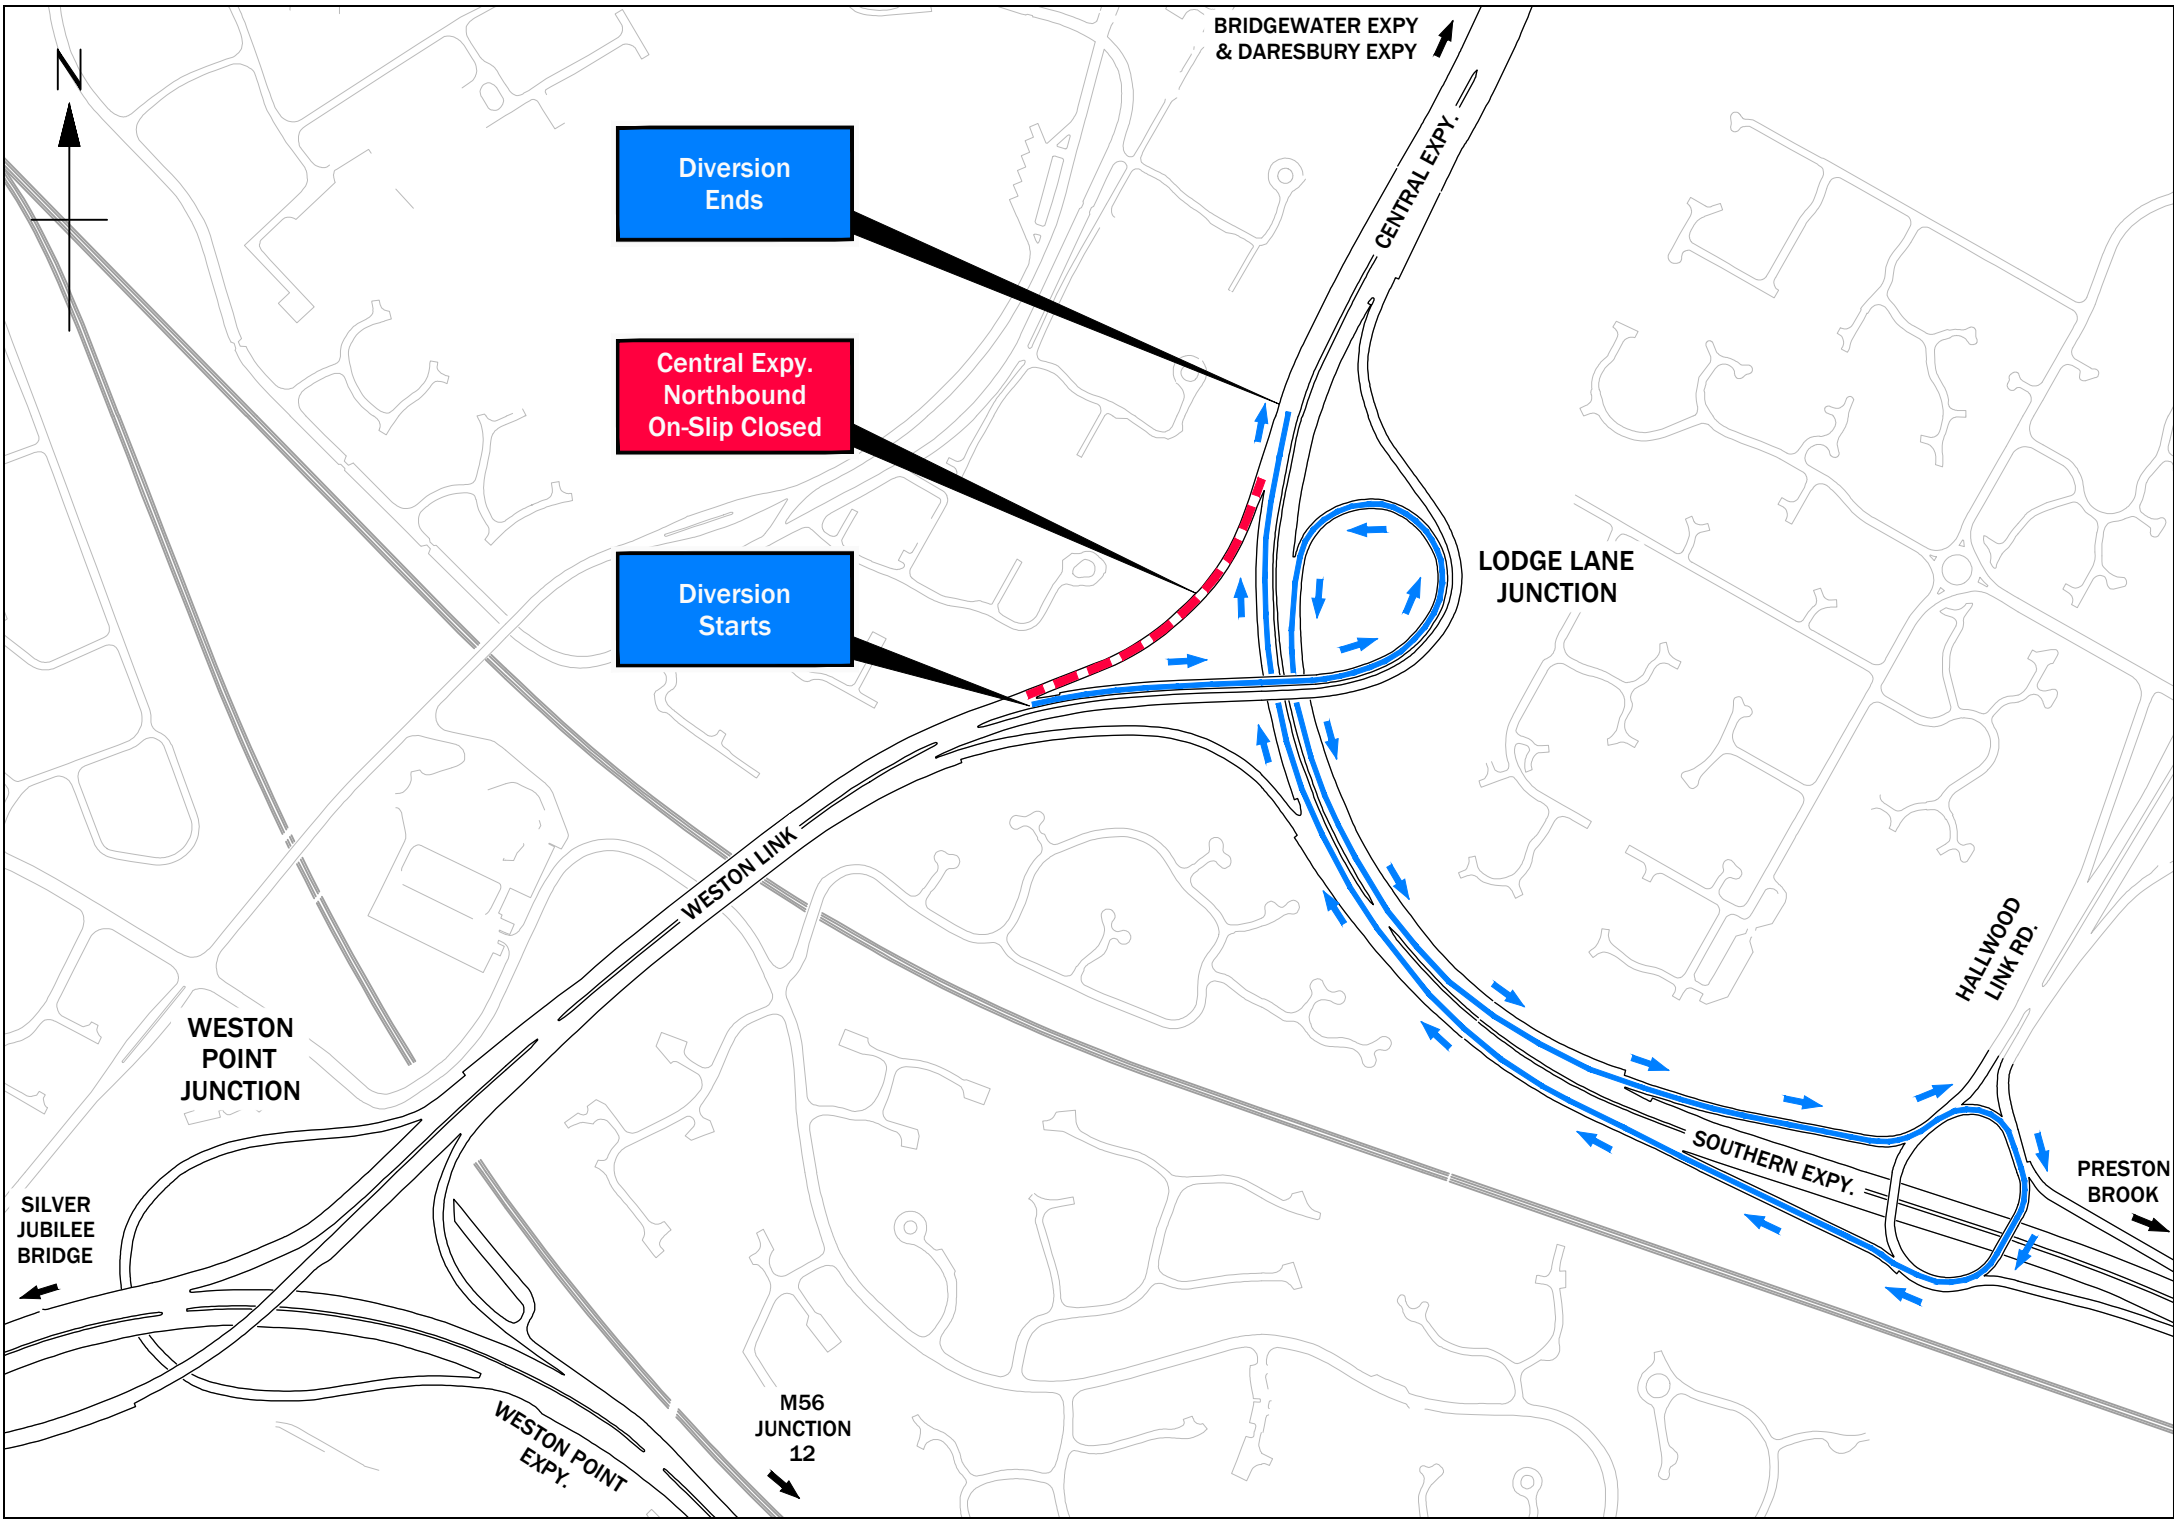 BRIDGEWATER EXPY
& DARESBURY EXPY
N
CENTRAL EXPY.
Diversion
Ends
Central Expy.
Northbound
On-Slip Closed
Diversion
Starts
LODGE LANE
JUNCTION
WESTON LINK
HALLWOOD
LINK RD.
WESTON
POINT
JUNCTION
SOUTHERN EXPY.
PRESTON
BROOK
SILVER
JUBILEE
BRIDGE
WESTON POINT
EXPY.
M56
JUNCTION
12